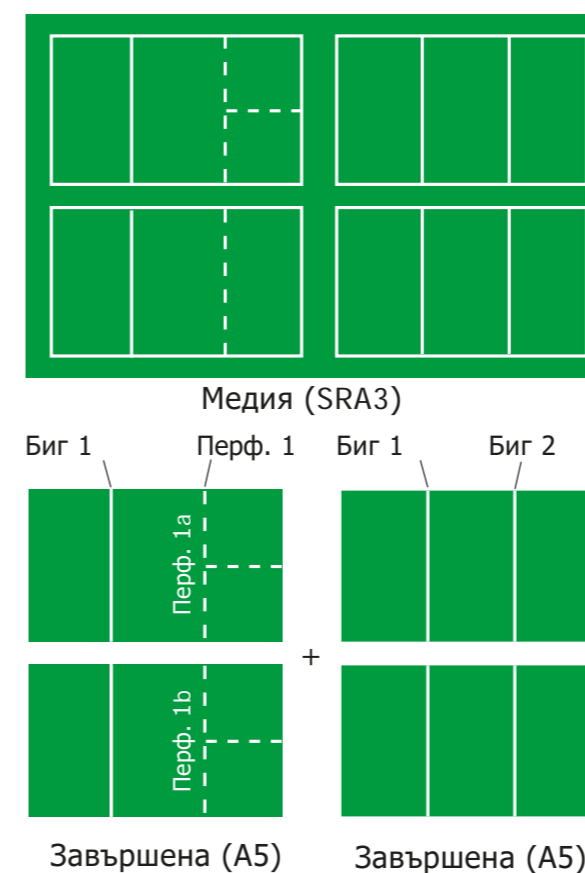 Медия (SRA3)
Биг 1 Перф. 1 Биг 1 Биг 2
Перф. 1a
+
Перф. 1b
Завършена (A5) Завършена (A5)